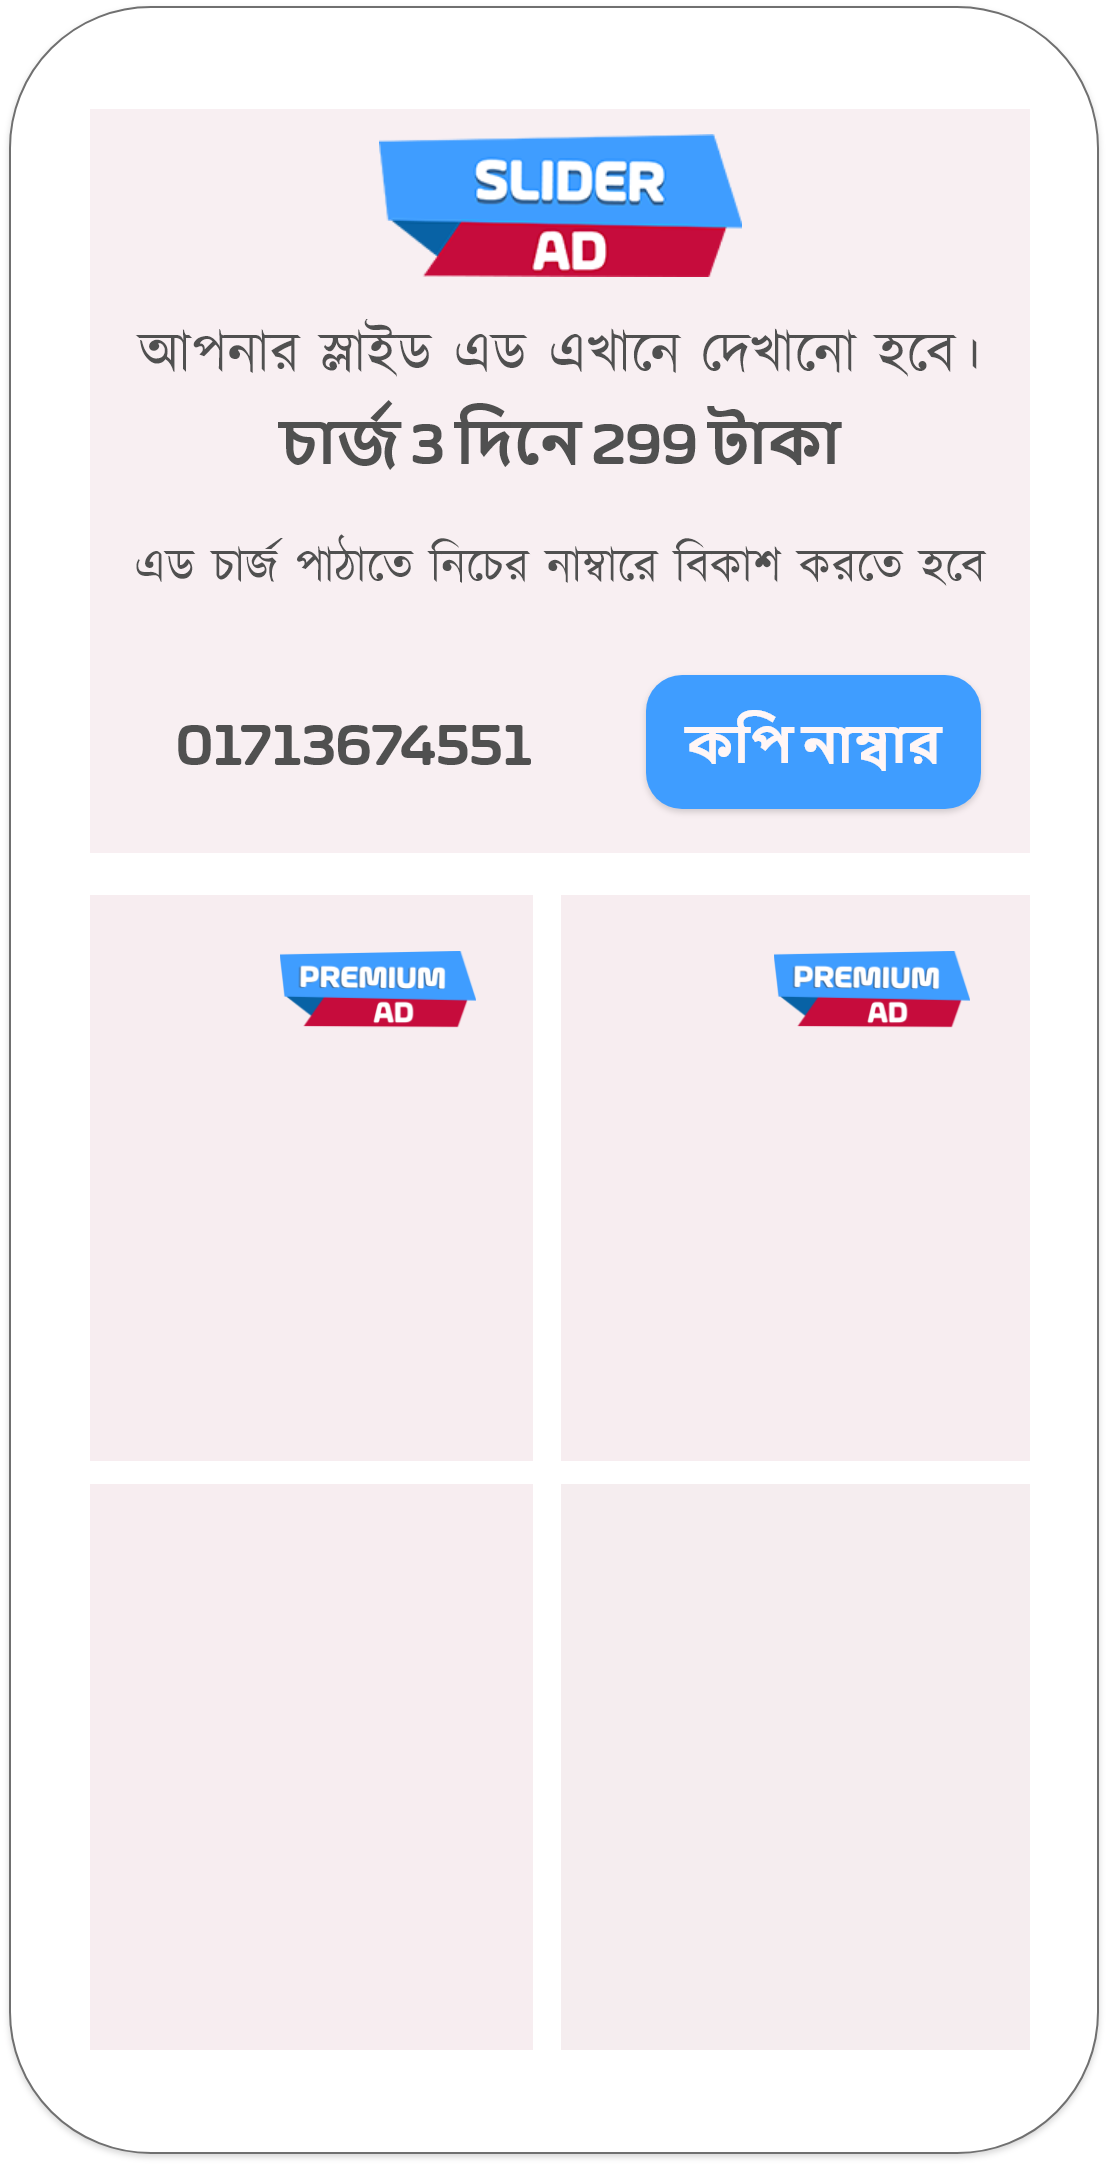 SLIDER
AD
আপনার স্লাইড এড এখানে দেখানো হবে।
চার্জ 3 দিনে 299 টাকা
এড চার্জ পাঠাতে নিচের নাম্বারে বিকাশ করতে হবে
01713674551
কপি নাম্বার
PREMIUM
AD
PREMIUM
AD